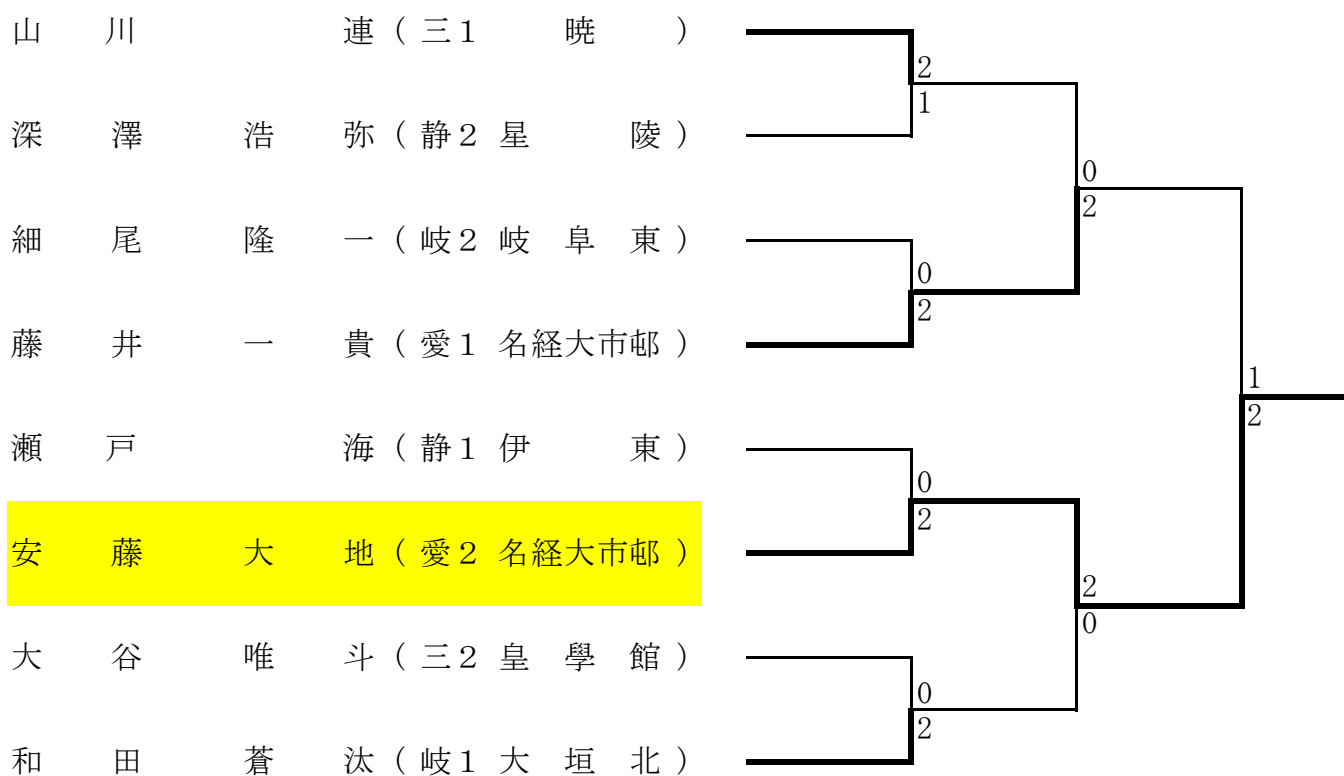 山川　連（三1　暁）
2
深澤浩弥（静2 星陵）
1
0
2
細尾隆一（岐2 岐阜東）
0
藤井一貴（愛1 名経大市邨）
2
1
2
瀬戸　海（静1 伊東）
0
安藤大地（愛2 名経大市邨）
2
2
0
大谷唯斗（三2 皇學館）
0
和田蒼汰（岐1 大垣北）
2